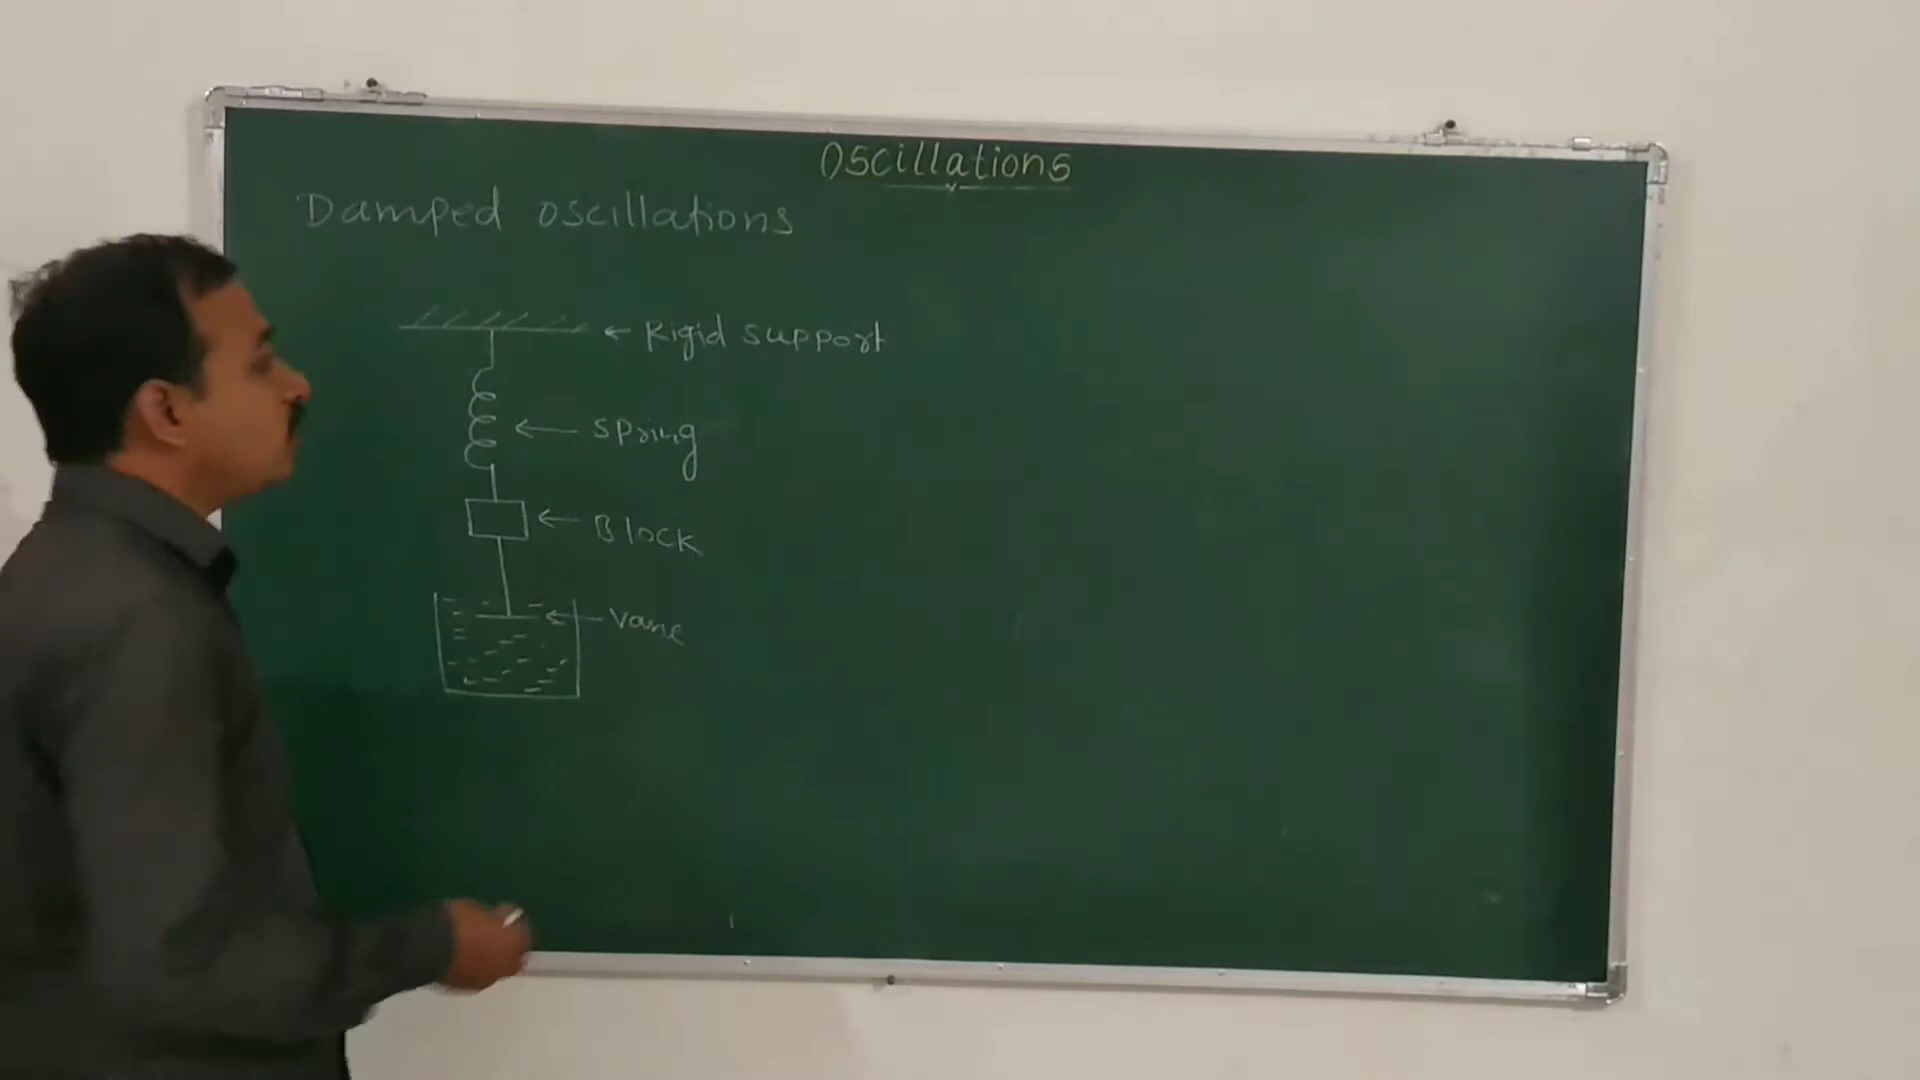 Oscillations
Damped oscillations
Rigid support
spring
Block
vane